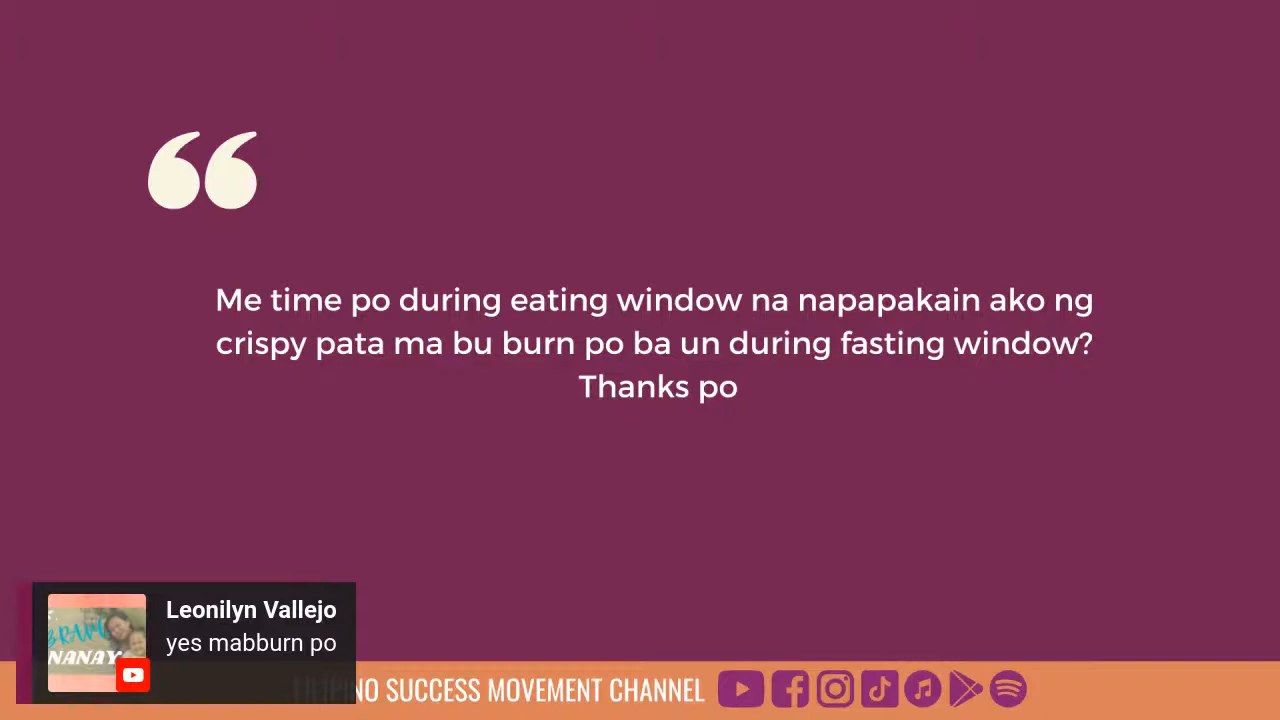 Me time po during eating window na napapakain ako ng
crispy pata ma bu burn po ba un during fasting window?
Thanks po
Leonilyn Vallejo
yes mabburn po
NANAY
NO SUCCESS MOVEMENT CHANNEL